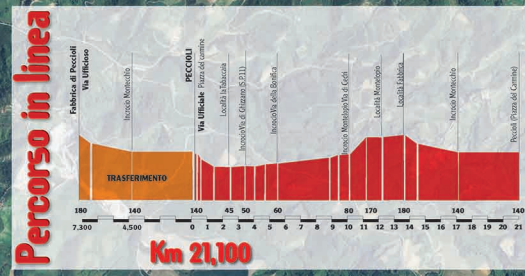 Percorso in linea
Fabbrica di Peccioli
Via Ufficioso
Incrocio Montecchio
PECCIOLI
Via Ufficiale Piazza del carmine
Località la Tabaccaia
Incrocio Via di Ghizzano (S.P.11)
Incrocio Via della Bonifica
Incrocio Montelopio Via di Cedri
Località Montelopio
Località Fabbrica
Incrocio Montecchio
Peccioli (Piazza del Carmine)
TRASFERIMENTO
180 140 140 45 50 60 80 170 180 140 140
7.300 4.500 0 1 2 3 4 5 6 7 8 9 10 11 12 13 14 15 16 17 18 19 20 21
Km 21,100